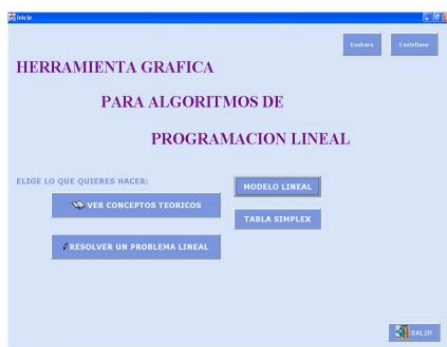 Inicio
Euskara
Castellano
HERRAMIENTA GRAFICA
PARA ALGORITMOS DE
PROGRAMACION LINEAL
ELIGE LO QUE QUIERES HACER:
MODELO LINEAL
VER CONCEPTOS TEORICOS
TABLA SIMPLEX
RESOLVER UN PROBLEMA LINEAL
SALIR